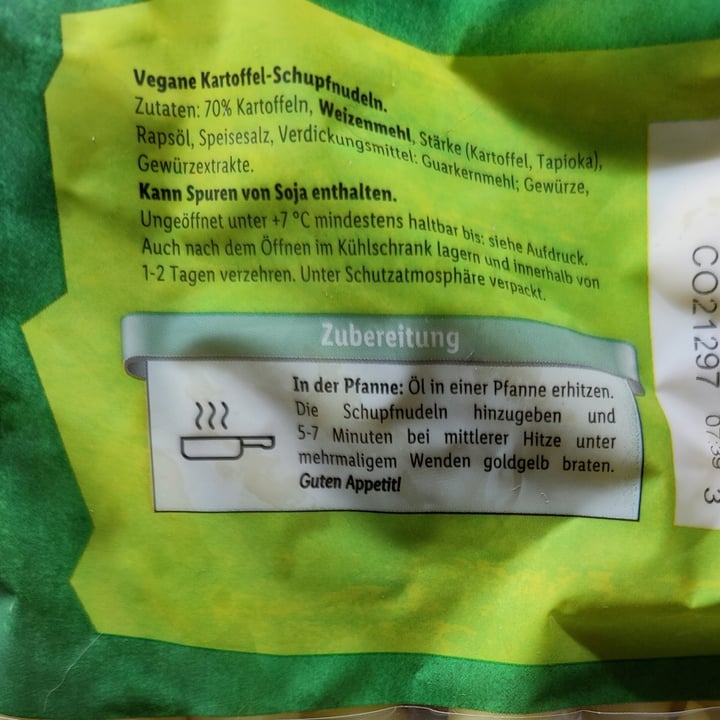 Vegane Kartoffel-Schupfnudeln.
Zutaten: 70% Kartoffeln, Weizenmehl, Stärke (Kartoffel, Tapioka),
Rapsöl, Speisesalz, Verdickungsmittel: Guarkernmehl; Gewürze,
Gewürzextrakte.
Kann Spuren von Soja enthalten.
Ungeöffnet unter +7 °C mindestens haltbar bis: siehe Aufdruck.
Auch nach dem Öffnen im Kühlschrank lagern und innerhalb von
1-2 Tagen verzehren. Unter Schutzatmosphäre verpackt.
Zubereitung
In der Pfanne: Öl in einer Pfanne erhitzen.
Die Schupfnudeln hinzugeben und
5-7 Minuten bei mittlerer Hitze unter
mehrmaligem Wenden goldgelb braten.
Guten Appetit!
CO21297 07:39 3